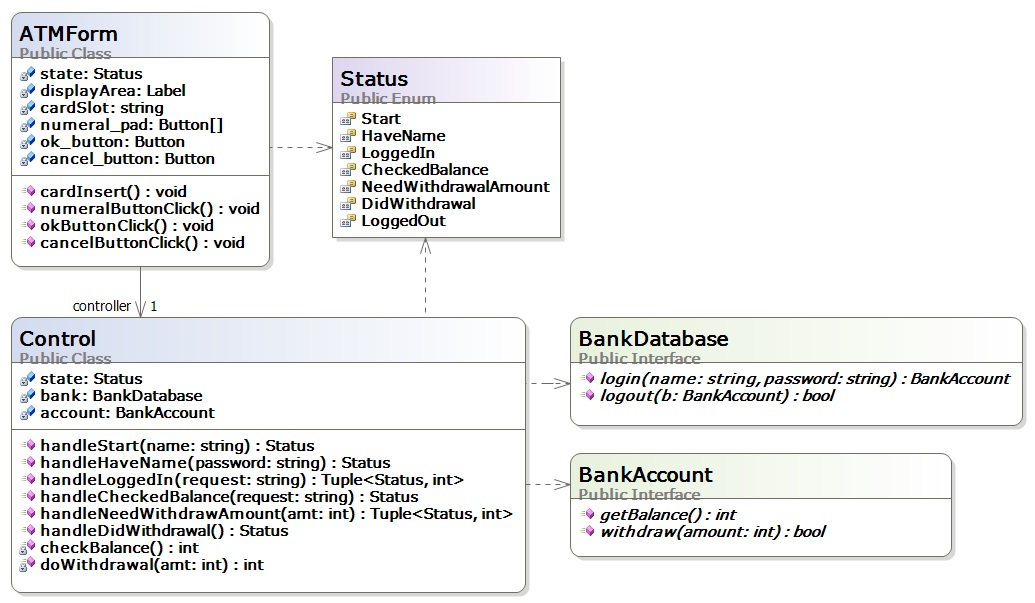 ATMForm
Public Class
state: Status
displayArea: Label
cardSlot: string
numeral_pad: Button[]
ok_button: Button
cancel_button: Button
cardInsert() : void
numeralButtonClick() : void
okButtonClick() : void
cancelButtonClick() : void
Status
Public Enum
Start
HaveName
LoggedIn
CheckedBalance
NeedWithdrawalAmount
DidWithdrawal
LoggedOut
controller 1
Control
Public Class
state: Status
bank: BankDatabase
account: BankAccount
handleStart(name: string) : Status
handleHaveName(password: string) : Status
handleLoggedIn(request: string) : Tuple<Status, int>
handleCheckedBalance(request: string) : Status
handleNeedWithdrawAmount(amt: int) : Tuple<Status, int>
handleDidWithdrawal() : Status
checkBalance() : int
doWithdrawal(amt: int) : int
BankDatabase
Public Interface
login(name: string, password: string) : BankAccount
logout(b: BankAccount) : bool
BankAccount
Public Interface
getBalance() : int
withdraw(amount: int) : bool